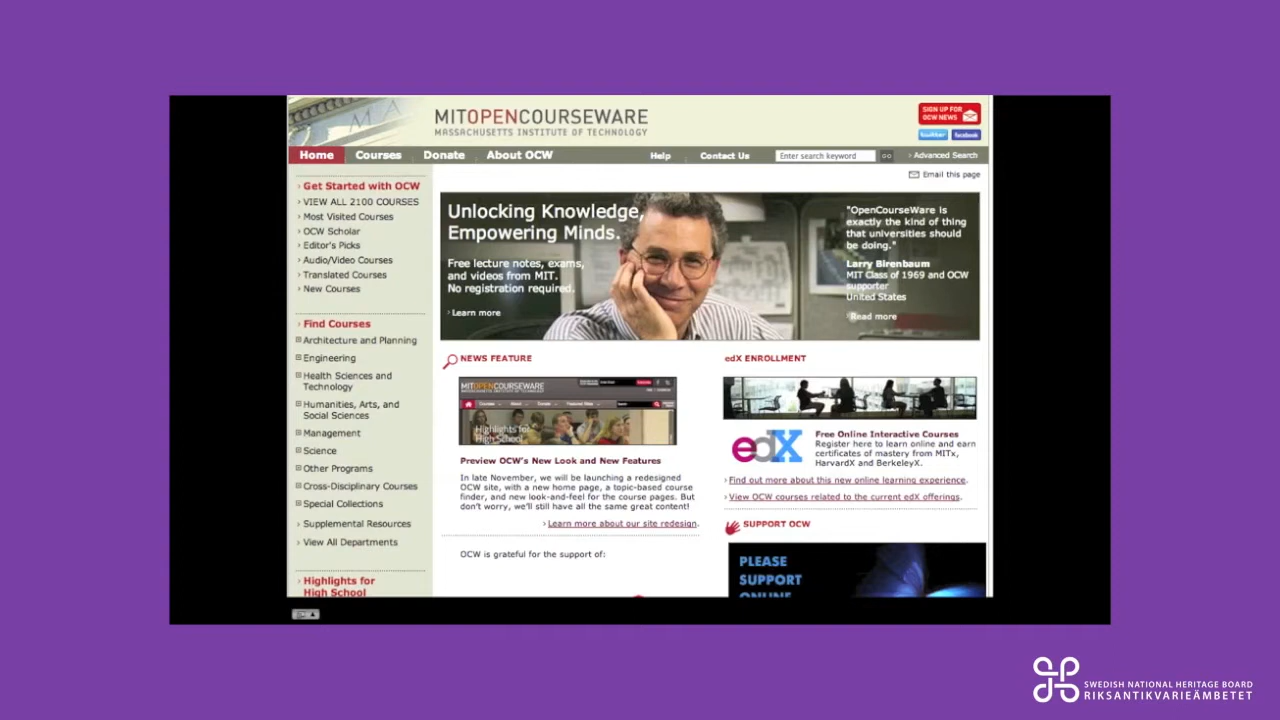 MITOPENCOURSEWARE
MASSACHUSETTS INSTITUTE OF TECHNOLOGY
SIGN UP FOR
OCW NEWS
twitter facebook
Home Courses Donate About OCW Help Contact Us Enter search keyword GO › Advanced Search
Email this page
› Get Started with OCW
› VIEW ALL 2100 COURSES
› Most Visited Courses
› OCW Scholar
› Editor's Picks
› Audio/Video Courses
› Translated Courses
› New Courses
› Find Courses
Architecture and Planning
Engineering
Health Sciences and
Technology
Humanities, Arts, and
Social Sciences
Management
Science
Other Programs
Cross-Disciplinary Courses
Special Collections
› Supplemental Resources
› View All Departments
› Highlights for
High School
Unlocking Knowledge,
Empowering Minds.
Free lecture notes, exams,
and videos from MIT.
No registration required.
› Learn more
"OpenCourseWare is
exactly the kind of thing
that universities should
be doing."
Larry Birenbaum
MIT Class of 1969 and OCW
supporter
United States
› Read more
NEWS FEATURE
MITOPENCOURSEWARE
Highlights for
High School
Preview OCW's New Look and New Features
In late November, we will be launching a redesigned
OCW site, with a new home page, a topic-based course
finder, and new look-and-feel for the course pages. But
don't worry, we'll still have all the same great content!
› Learn more about our site redesign.
OCW is grateful for the support of:
edX ENROLLMENT
edX
Free Online Interactive Courses
Register here to learn online and earn
certificates of mastery from MITx,
HarvardX and BerkeleyX.
› Find out more about this new online learning experience.
› View OCW courses related to the current edX offerings.
SUPPORT OCW
PLEASE
SUPPORT
ONLINE
SWEDISH NATIONAL HERITAGE BOARD
RIKSANTIKVARIEÄMBETET